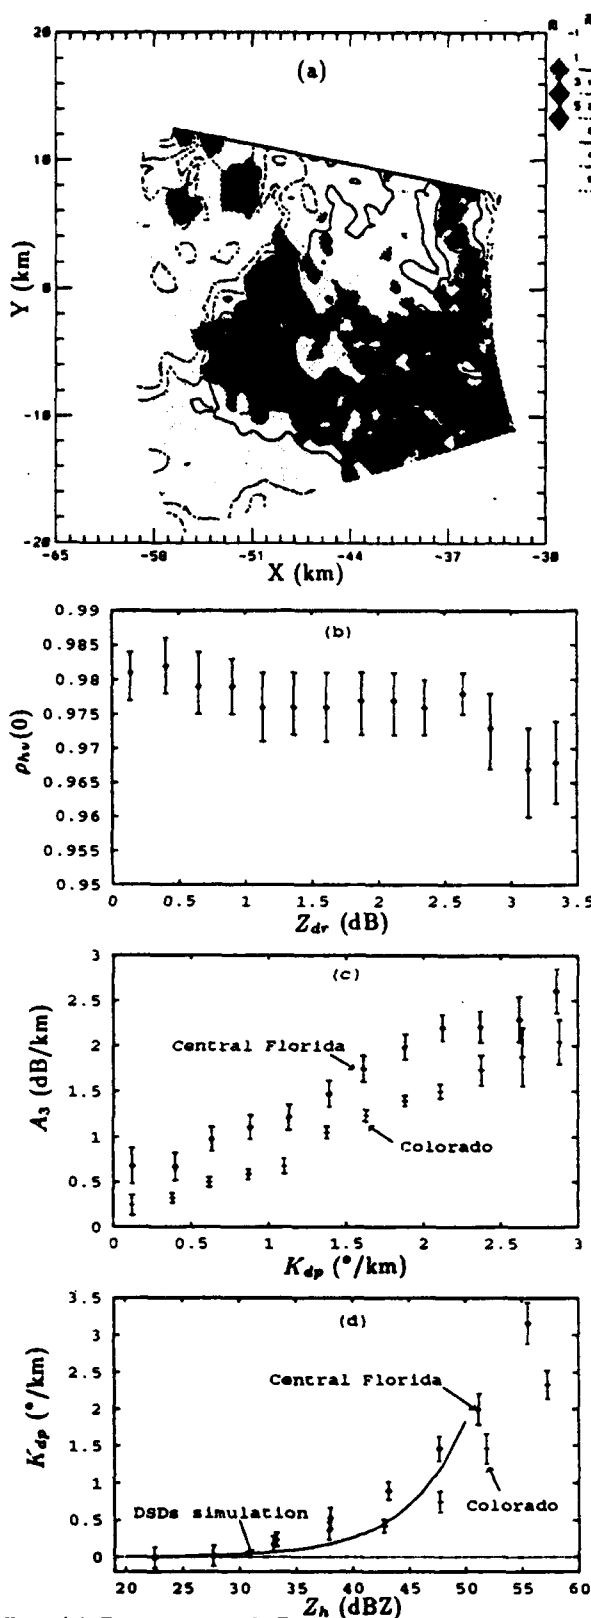 20
(a)
10
Y (km)
0
-10
-20
-65 -58 -51 -44 -37 -30
X (km)
-1
1
3
5
0.99
(b)
0.985
0.98
0.975
ρhv(0)
0.97
0.965
0.96
0.955
0.95
0 0.5 1 1.5 2 2.5 3 3.5
Zdr (dB)
3
(c)
2.5
Central Florida
2
A3 (dB/km)
1.5
Colorado
1
0.5
0
0 0.5 1 1.5 2 2.5 3
Kdp (°/km)
3.5
(d)
3
2.5
Central Florida
Kdp (°/km)
2
1.5
1
Colorado
DSDs simulation
0.5
0
20 25 30 35 40 45 50 55 60
Zh (dBZ)